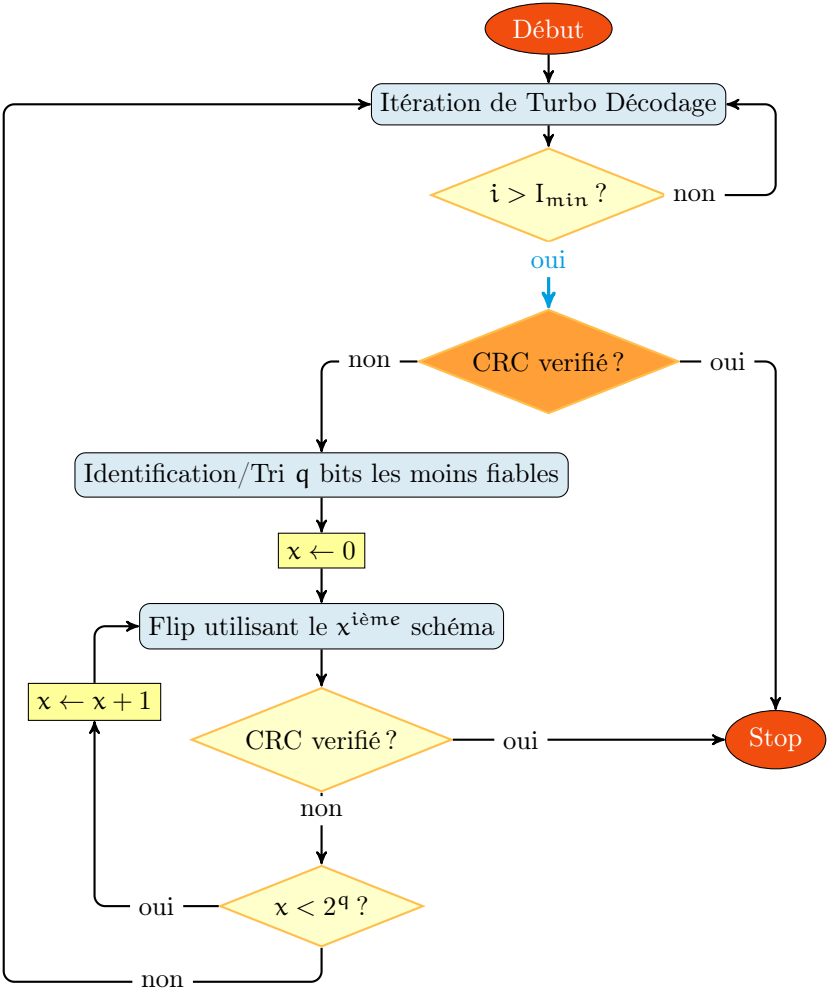 Début
Itération de Turbo Décodage
i > I_min ?
non
oui
non
CRC verifié ?
oui
Identification/Tri q bits les moins fiables
x ← 0
Flip utilisant le x^ième schéma
x ← x + 1
CRC verifié ?
oui
Stop
non
oui
x < 2^q ?
non